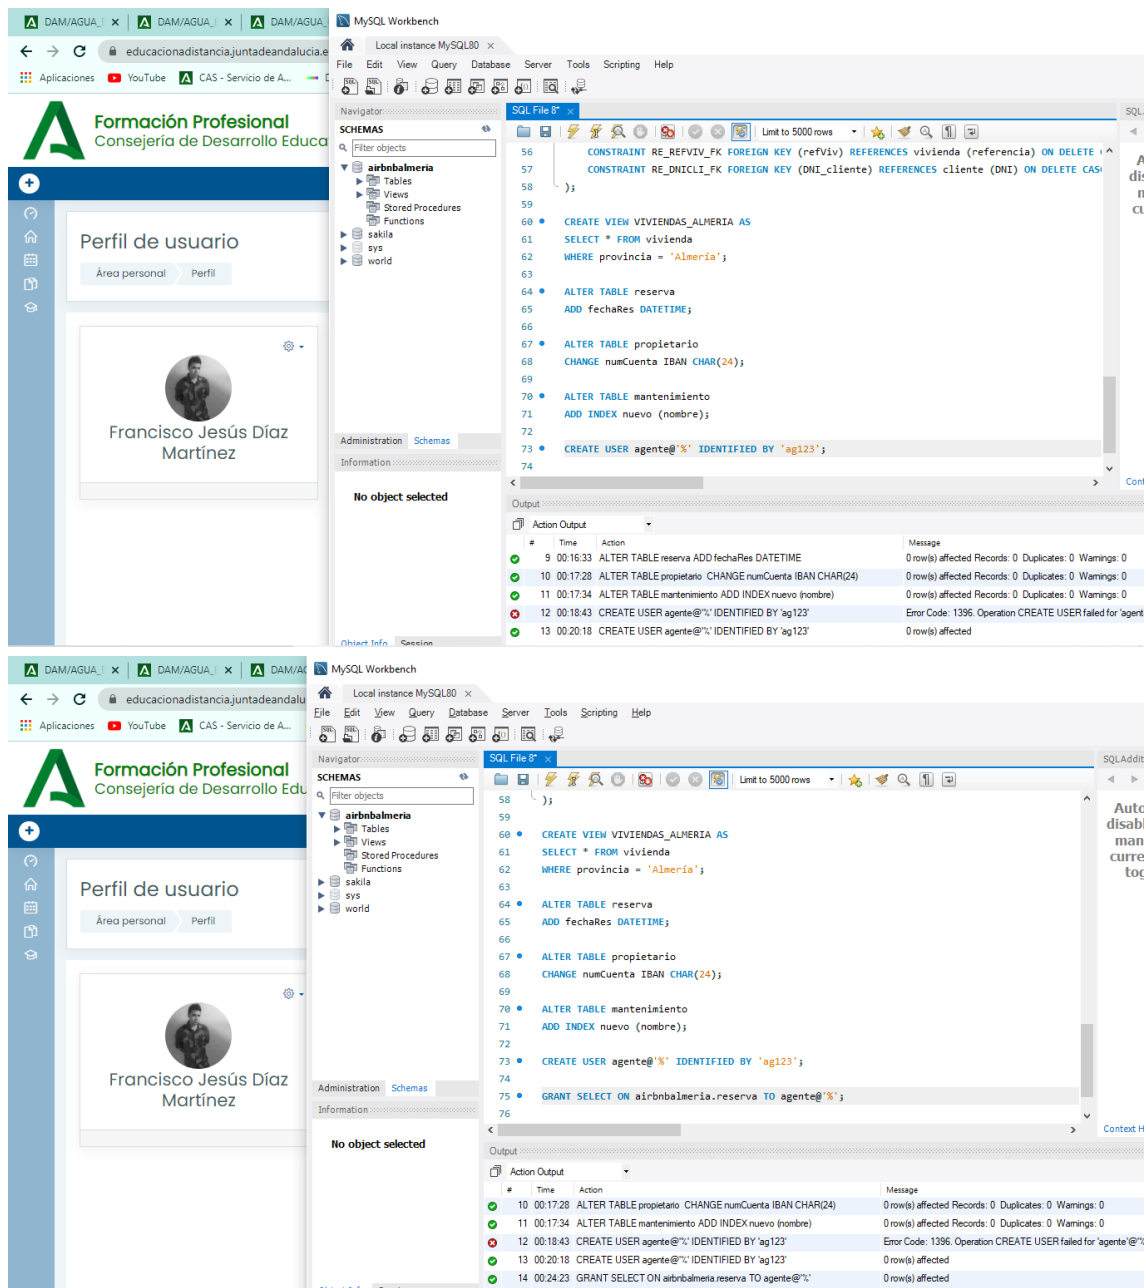 DAM/AGUA_
DAM/AGUA_
DAM/AGUA_
MySQL Workbench
Local instance MySQL80
educacionadistancia.juntadeandalucia.e
File Edit View Query Database Server Tools Scripting Help
Aplicaciones YouTube CAS - Servicio de A...
Navigator
SQL File 8*
SCHEMAS
Limit to 5000 rows
Filter objects
Formación Profesional
Consejería de Desarrollo Educa
airbnbalmeria
Tables
Views
Stored Procedures
Functions
sakila
sys
world
56 CONSTRAINT RE_REFVIV_FK FOREIGN KEY (refViv) REFERENCES vivienda (referencia) ON DELETE
57 CONSTRAINT RE_DNICLI_FK FOREIGN KEY (DNI_cliente) REFERENCES cliente (DNI) ON DELETE CAS
58 );
59
60 CREATE VIEW VIVIENDAS_ALMERIA AS
61 SELECT * FROM vivienda
62 WHERE provincia = 'Almería';
63
64 ALTER TABLE reserva
65 ADD fechaRes DATETIME;
66
67 ALTER TABLE propietario
68 CHANGE numCuenta IBAN CHAR(24);
69
70 ALTER TABLE mantenimiento
71 ADD INDEX nuevo (nombre);
72
73 CREATE USER agente@'%' IDENTIFIED BY 'ag123';
74
Perfil de usuario
Área personal Perfil
Francisco Jesús Díaz
Martínez
Administration Schemas
Information
No object selected
Object Info Session
Output
Action Output
# Time Action Message
9 00:16:33 ALTER TABLE reserva ADD fechaRes DATETIME 0 row(s) affected Records: 0 Duplicates: 0 Warnings: 0
10 00:17:28 ALTER TABLE propietario CHANGE numCuenta IBAN CHAR(24) 0 row(s) affected Records: 0 Duplicates: 0 Warnings: 0
11 00:17:34 ALTER TABLE mantenimiento ADD INDEX nuevo (nombre) 0 row(s) affected Records: 0 Duplicates: 0 Warnings: 0
12 00:18:43 CREATE USER agente@'%' IDENTIFIED BY 'ag123' Error Code: 1396. Operation CREATE USER failed for 'agent
13 00:20:18 CREATE USER agente@'%' IDENTIFIED BY 'ag123' 0 row(s) affected
DAM/AGUA_
DAM/AGUA_
DAM/AG
MySQL Workbench
Local instance MySQL80
educacionadistancia.juntadeandalu
File Edit View Query Database Server Tools Scripting Help
Aplicaciones YouTube CAS - Servicio de A...
Navigator
SQL File 8*
SQLAddit
SCHEMAS
Limit to 5000 rows
Filter objects
Formación Profesional
Consejería de Desarrollo Edu
airbnbalmeria
Tables
Views
Stored Procedures
Functions
sakila
sys
world
58 );
59
60 CREATE VIEW VIVIENDAS_ALMERIA AS
61 SELECT * FROM vivienda
62 WHERE provincia = 'Almería';
63
64 ALTER TABLE reserva
65 ADD fechaRes DATETIME;
66
67 ALTER TABLE propietario
68 CHANGE numCuenta IBAN CHAR(24);
69
70 ALTER TABLE mantenimiento
71 ADD INDEX nuevo (nombre);
72
73 CREATE USER agente@'%' IDENTIFIED BY 'ag123';
74
75 GRANT SELECT ON airbnbalmeria.reserva TO agente@'%';
76
Auto
disabl
man
curre
tog
Context H
Perfil de usuario
Área personal Perfil
Francisco Jesús Díaz
Martínez
Administration Schemas
Information
No object selected
Output
Action Output
# Time Action Message
10 00:17:28 ALTER TABLE propietario CHANGE numCuenta IBAN CHAR(24) 0 row(s) affected Records: 0 Duplicates: 0 Warnings: 0
11 00:17:34 ALTER TABLE mantenimiento ADD INDEX nuevo (nombre) 0 row(s) affected Records: 0 Duplicates: 0 Warnings: 0
12 00:18:43 CREATE USER agente@'%' IDENTIFIED BY 'ag123' Error Code: 1396. Operation CREATE USER failed for 'agente'@'%
13 00:20:18 CREATE USER agente@'%' IDENTIFIED BY 'ag123' 0 row(s) affected
14 00:24:23 GRANT SELECT ON airbnbalmeria.reserva TO agente@'%' 0 row(s) affected